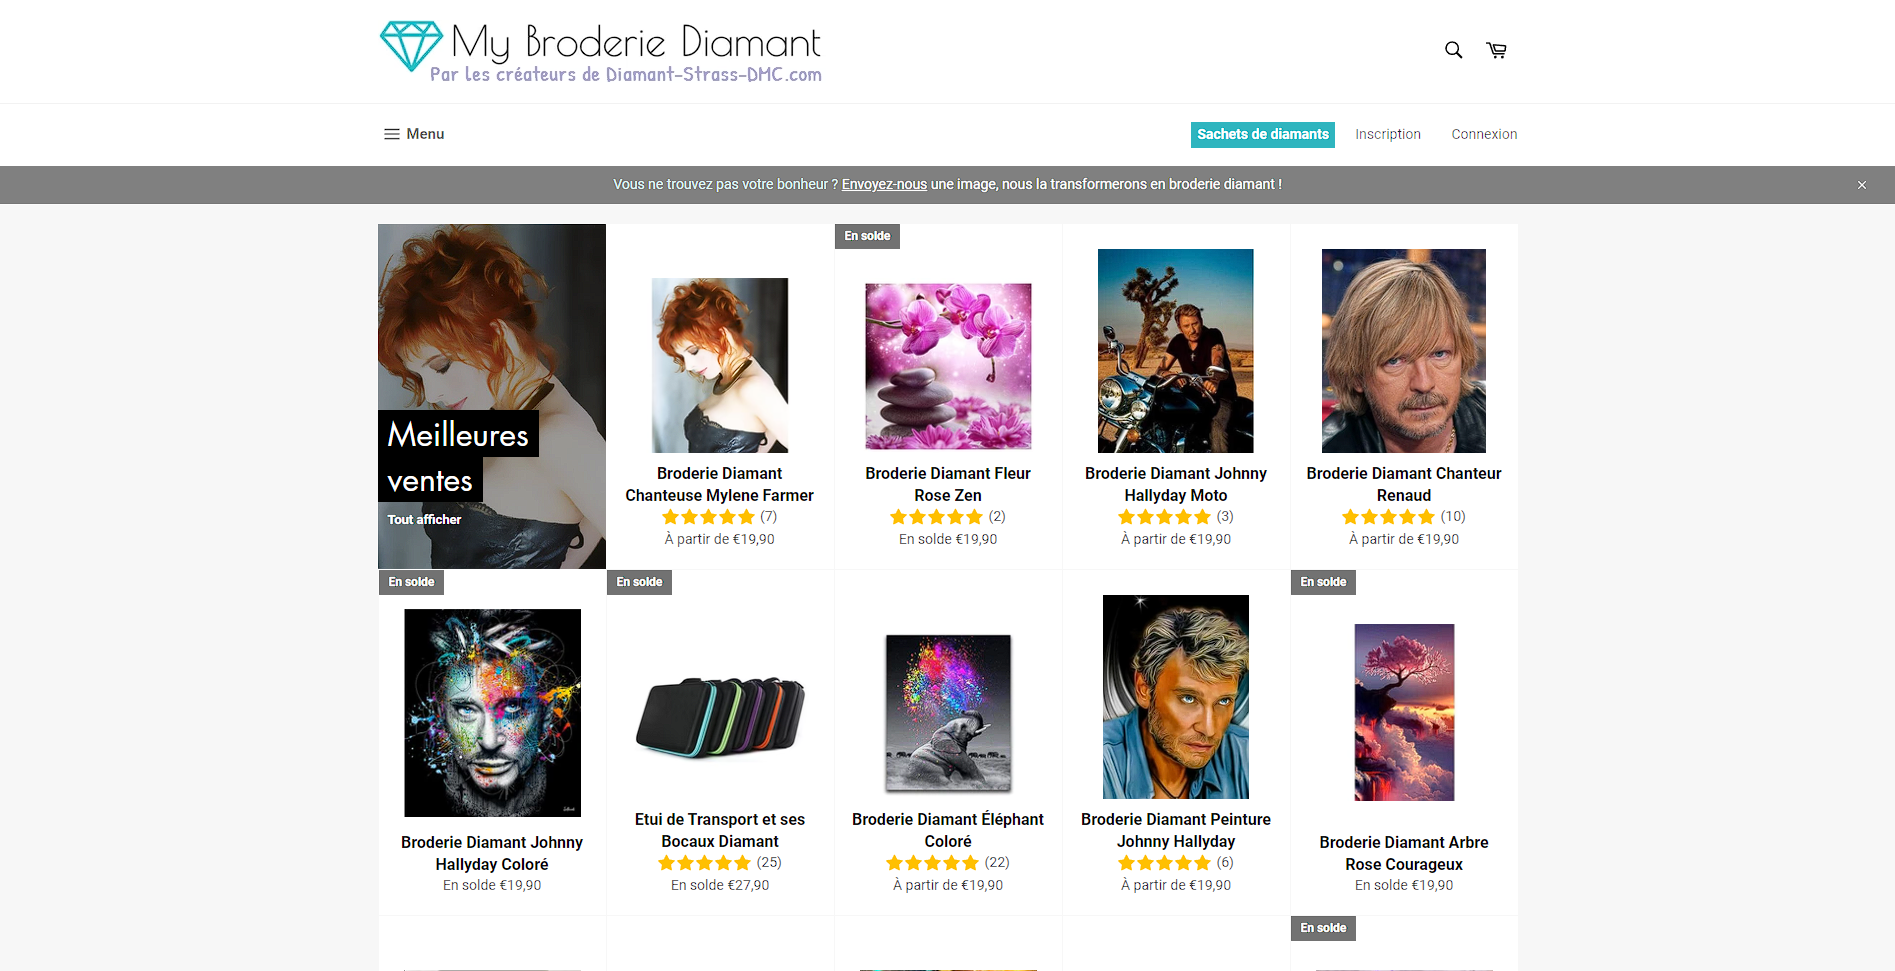 My Broderie Diamant
Par les créateurs de Diamant-Strass-DMC.com
Menu
Sachets de diamants
Inscription
Connexion
Vous ne trouvez pas votre bonheur ? Envoyez-nous une image, nous la transformerons en broderie diamant !
Meilleures
ventes
Tout afficher
Broderie Diamant
Chanteuse Mylene Farmer
(7)
À partir de €19,90
En solde
Broderie Diamant Fleur
Rose Zen
(2)
En solde €19,90
Broderie Diamant Johnny
Hallyday Moto
(3)
À partir de €19,90
Broderie Diamant Chanteur
Renaud
(10)
À partir de €19,90
En solde
Broderie Diamant Johnny
Hallyday Coloré
En solde €19,90
En solde
Etui de Transport et ses
Bocaux Diamant
(25)
En solde €27,90
Broderie Diamant Éléphant
Coloré
(22)
À partir de €19,90
Broderie Diamant Peinture
Johnny Hallyday
(6)
À partir de €19,90
En solde
Broderie Diamant Arbre
Rose Courageux
En solde €19,90
En solde